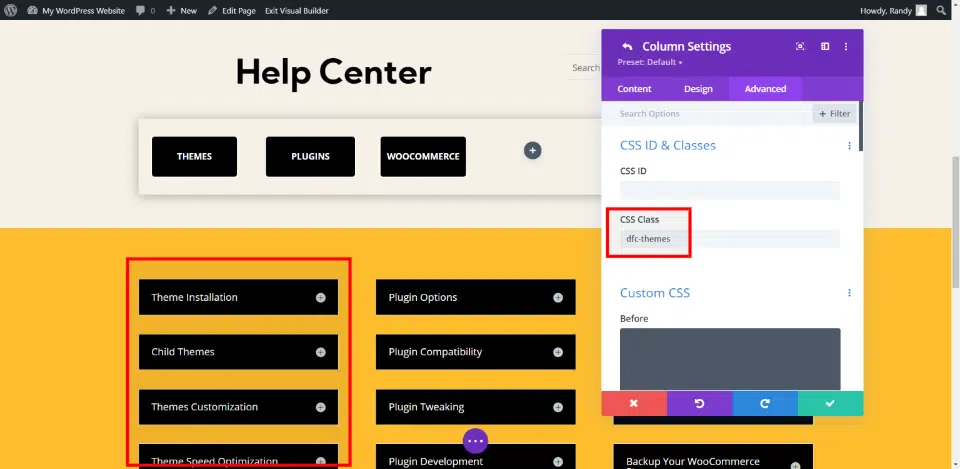 My WordPress Website 0 + New Edit Page Exit Visual Builder Howdy, Randy
Help Center
Search
THEMES PLUGINS WOOCOMMERCE
Column Settings
Preset: Default
Content Design Advanced
Search Options + Filter
CSS ID & Classes
CSS ID
CSS Class
dfc-themes
Custom CSS
Before
Theme Installation Plugin Options
Child Themes Plugin Compatibility
Themes Customization Plugin Tweaking
Theme Speed Optimization Plugin Development Backup Your WooCommerce